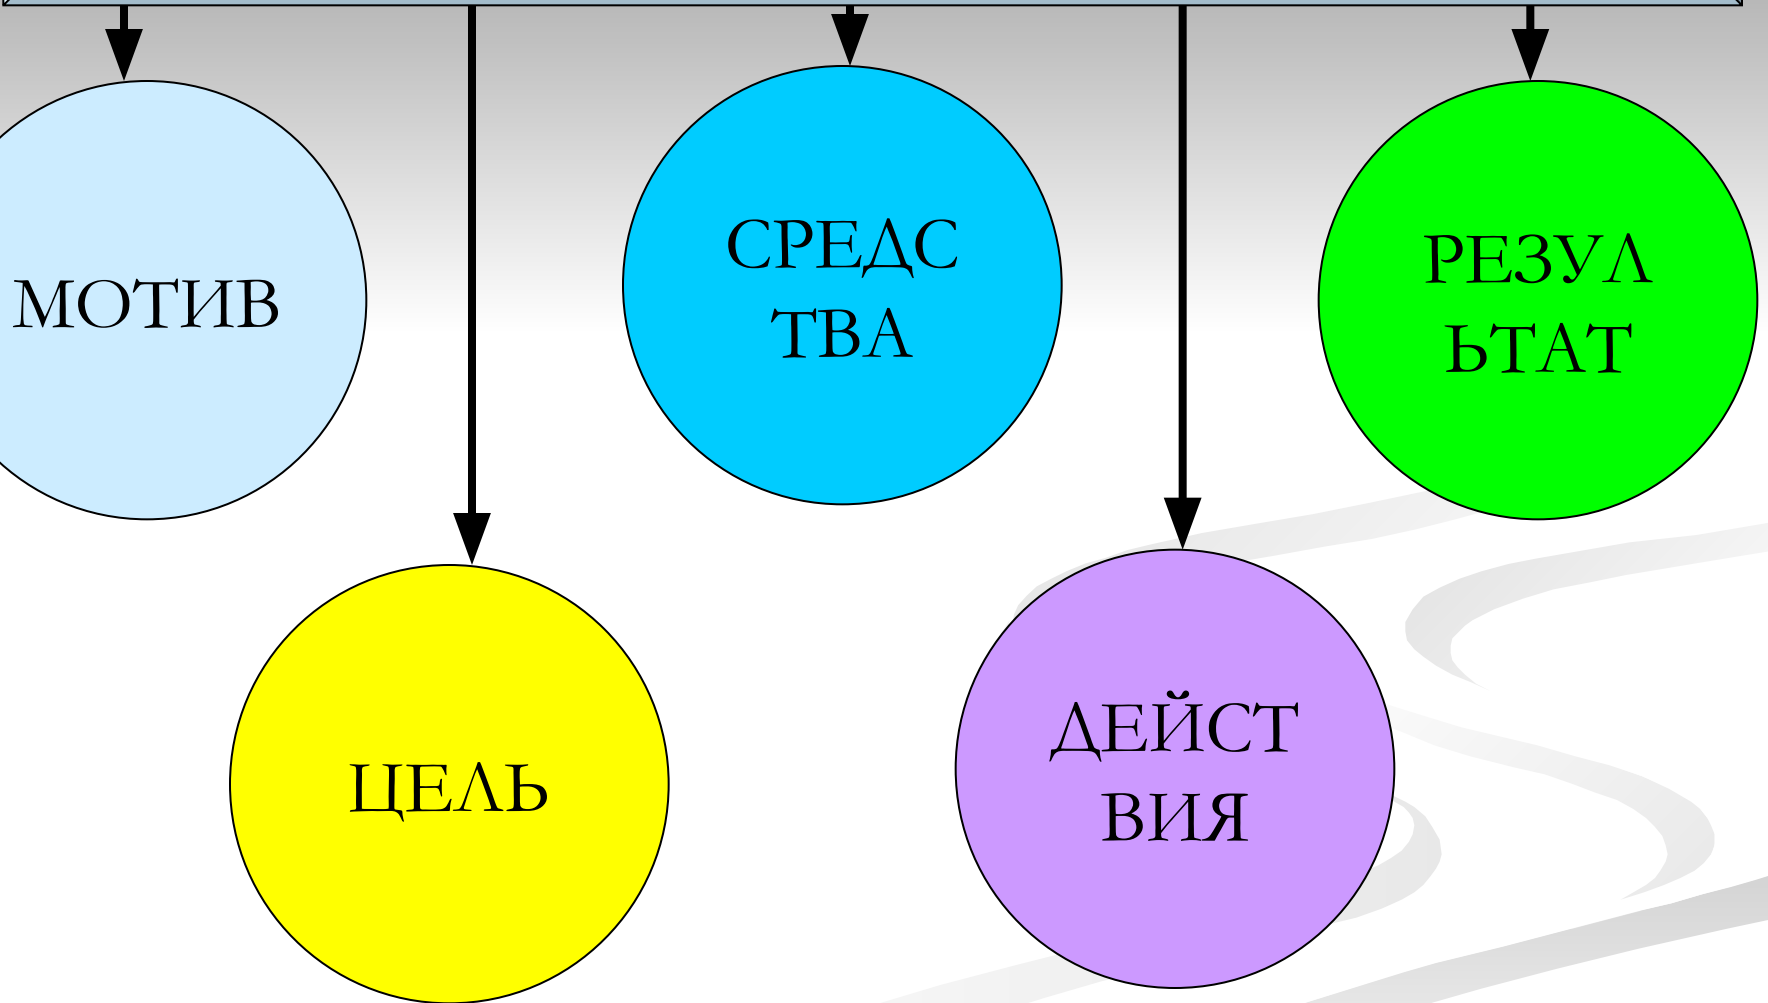 МОТИВ
СРЕДС
ТВА
РЕЗУЛ
ЬТАТ
ЦЕЛЬ
ДЕЙСТ
ВИЯ